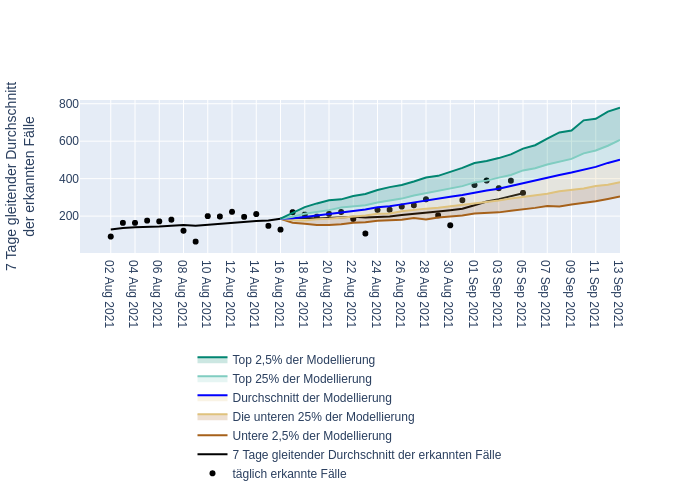 7 Tage gleitender Durchschnitt
der erkannten Fälle
800
600
400
200
02 Aug 2021
04 Aug 2021
06 Aug 2021
08 Aug 2021
10 Aug 2021
12 Aug 2021
14 Aug 2021
16 Aug 2021
18 Aug 2021
20 Aug 2021
22 Aug 2021
24 Aug 2021
26 Aug 2021
28 Aug 2021
30 Aug 2021
01 Sep 2021
03 Sep 2021
05 Sep 2021
07 Sep 2021
09 Sep 2021
11 Sep 2021
13 Sep 2021
Top 2,5% der Modellierung
Top 25% der Modellierung
Durchschnitt der Modellierung
Die unteren 25% der Modellierung
Untere 2,5% der Modellierung
7 Tage gleitender Durchschnitt der erkannten Fälle
täglich erkannte Fälle